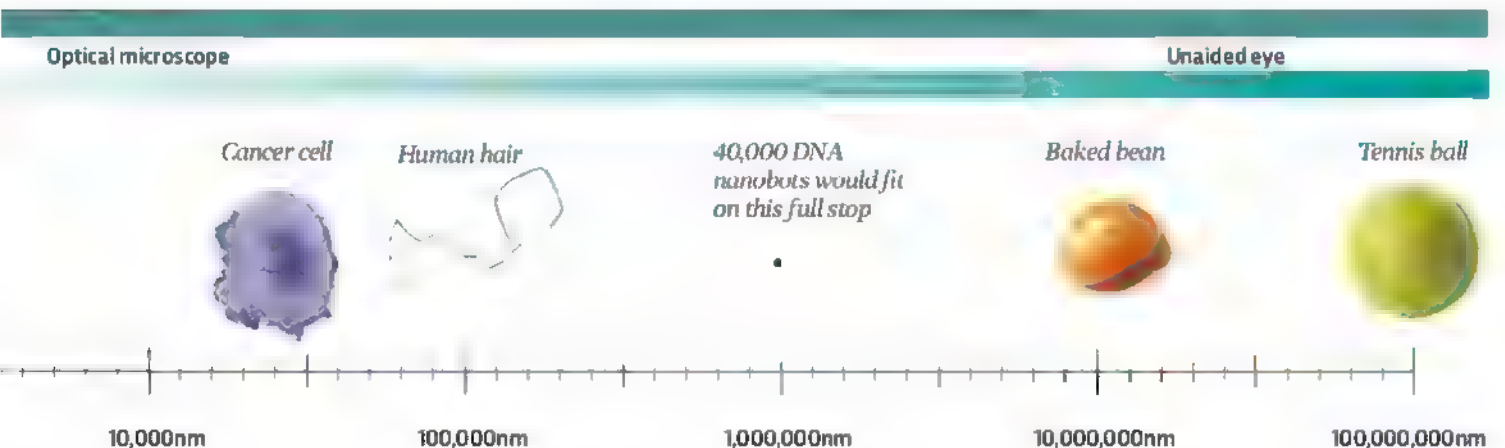 Optical microscope
Unaided eye
Cancer cell
Human hair
40,000 DNA
nanobots would fit
on this full stop
Baked bean
Tennis ball
10,000nm
100,000nm
1,000,000nm
10,000,000nm
100,000,000nm